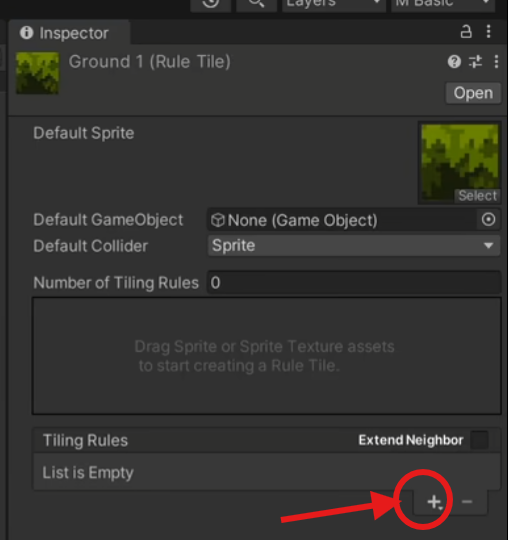 Layers
M Basic
Inspector
Ground 1 (Rule Tile)
Open
Default Sprite
Select
Default GameObject
None (Game Object)
Default Collider
Sprite
Number of Tiling Rules
0
Drag Sprite or Sprite Texture assets
to start creating a Rule Tile.
Tiling Rules
Extend Neighbor
List is Empty